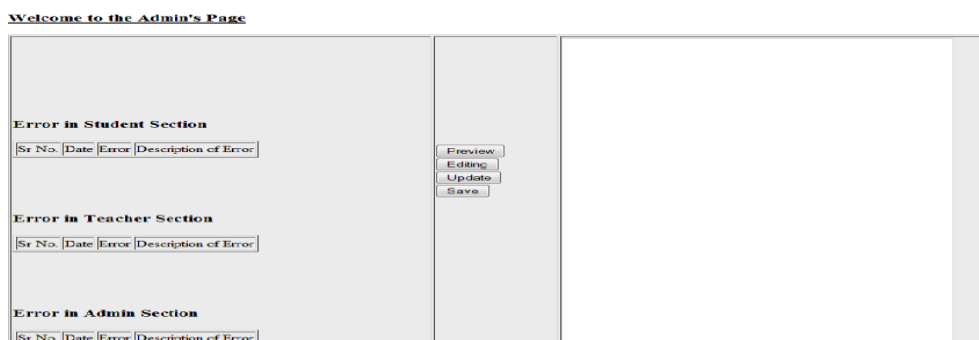 Welcome to the Admin's Page
Error in Student Section
Sr No. Date Error Description of Error
Preview
Editing
Update
Save
Error in Teacher Section
Sr No. Date Error Description of Error
Error in Admin Section
Sr No. Date Error Description of Error